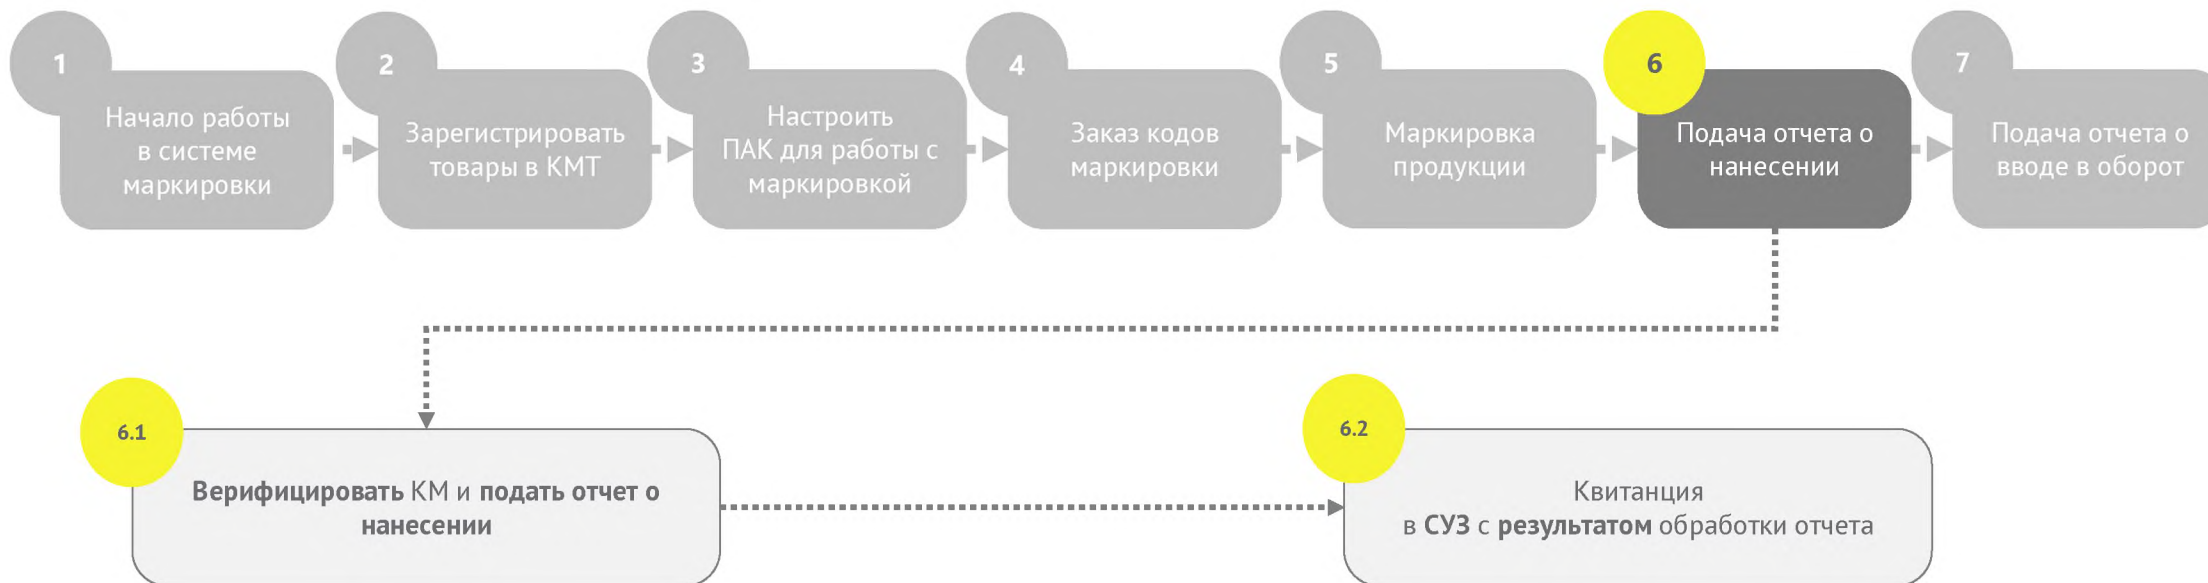 1
Начало работы
в системе
маркировки
2
Зарегистрировать
товары в КМТ
3
Настроить
ПАК для работы с
маркировкой
4
Заказ кодов
маркировки
5
Маркировка
продукции
6
Подача отчета о
нанесении
7
Подача отчета о
вводе в оборот
6.1
Верифицировать КМ и подать отчет о
нанесении
6.2
Квитанция
в СУЗ с результатом обработки отчета